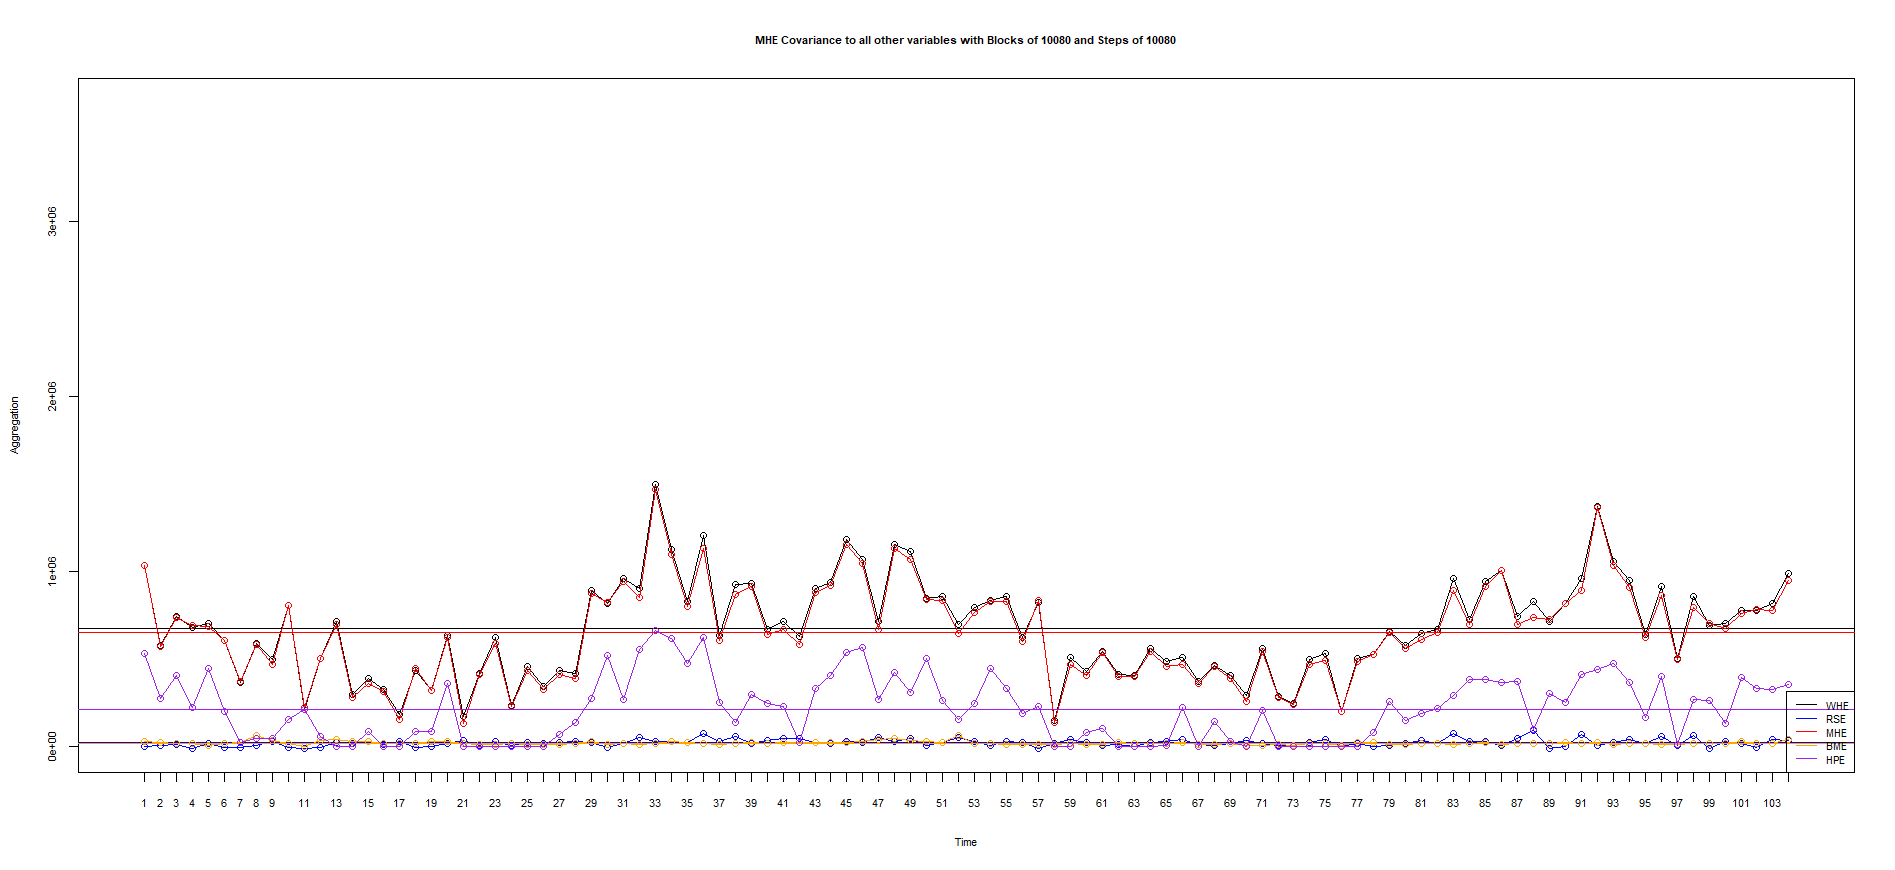 MHE Covariance to all other variables with Blocks of 10080 and Steps of 10080
Aggregation
3e+06
2e+06
1e+06
0e+00
WHE
RSE
MHE
BME
HPE
1 2 3 4 5 6 7 8 9 11 13 15 17 19 21 23 25 27 29 31 33 35 37 39 41 43 45 47 49 51 53 55 57 59 61 63 65 67 69 71 73 75 77 79 81 83 85 87 89 91 93 95 97 99 101 103
Time